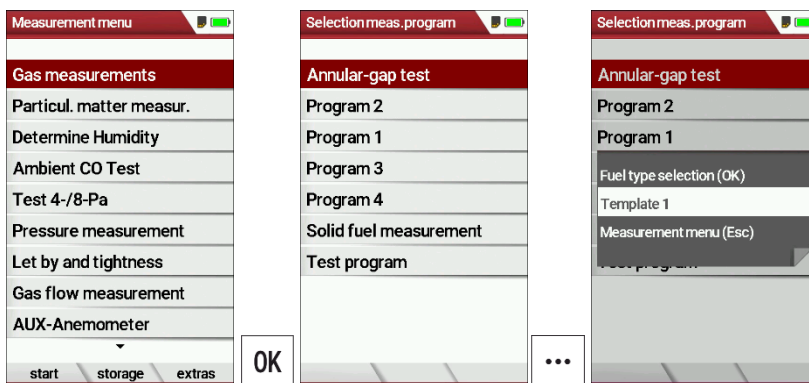 Measurement menu
Gas measurements
Particul. matter measur.
Determine Humidity
Ambient CO Test
Test 4-/8-Pa
Pressure measurement
Let by and tightness
Gas flow measurement
AUX-Anemometer
start storage extras
OK
Selection meas.program
Annular-gap test
Program 2
Program 1
Program 3
Program 4
Solid fuel measurement
Test program
•••
Selection meas.program
Annular-gap test
Program 2
Program 1
Fuel type selection (OK)
Template 1
Measurement menu (Esc)
Test program